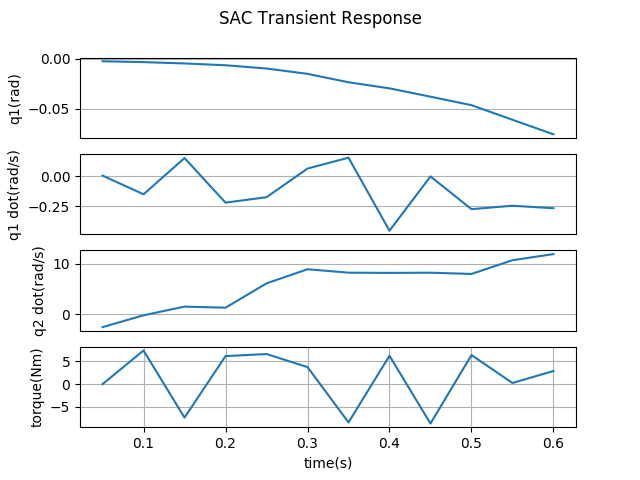 SAC Transient Response
q1(rad)
0.00
−0.05
q1 dot(rad/s)
0.00
−0.25
q2 dot(rad/s)
10
0
torque(Nm)
5
0
−5
0.1 0.2 0.3 0.4 0.5 0.6
time(s)